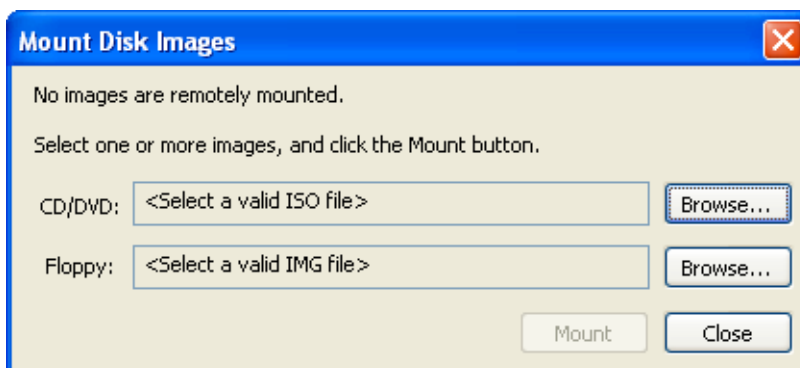 Mount Disk Images
No images are remotely mounted.
Select one or more images, and click the Mount button.
CD/DVD: <Select a valid ISO file> Browse...
Floppy: <Select a valid IMG file> Browse...
Mount Close